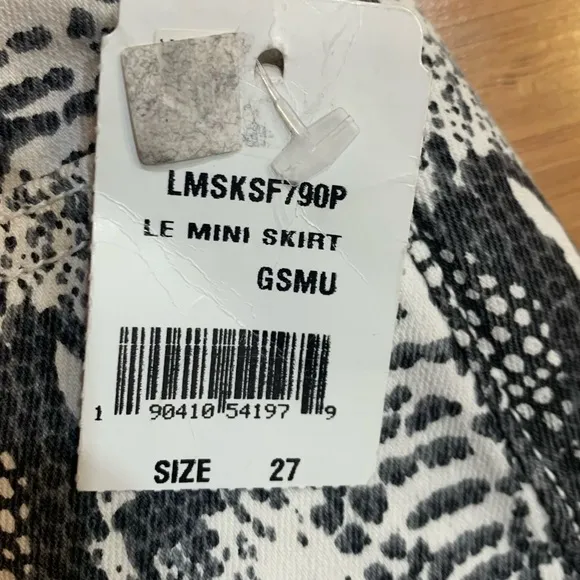 LMSKSF790P
LE MINI SKIRT
GSMU
1 90410 54197 9
SIZE 27